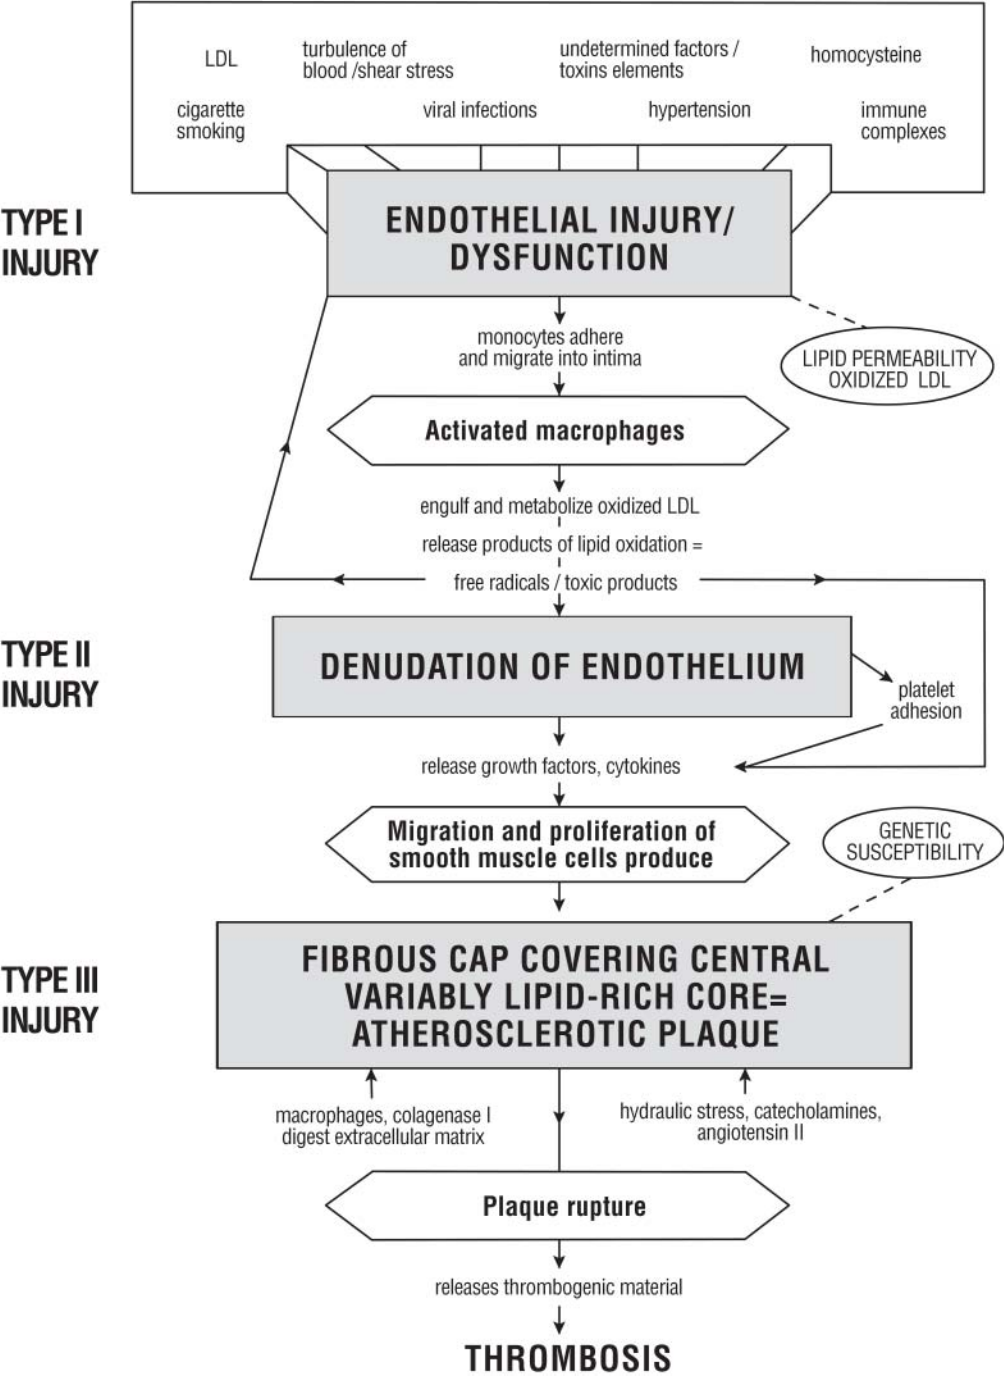 LDL
turbulence of
blood /shear stress
undetermined factors /
toxins elements
homocysteine
cigarette
smoking
viral infections
hypertension
immune
complexes
TYPE I
INJURY
ENDOTHELIAL INJURY/
DYSFUNCTION
monocytes adhere
and migrate into intima
LIPID PERMEABILITY
OXIDIZED LDL
Activated macrophages
engulf and metabolize oxidized LDL
release products of lipid oxidation =
free radicals / toxic products
TYPE II
INJURY
DENUDATION OF ENDOTHELIUM
platelet
adhesion
release growth factors, cytokines
Migration and proliferation of
smooth muscle cells produce
GENETIC
SUSCEPTIBILITY
TYPE III
INJURY
FIBROUS CAP COVERING CENTRAL
VARIABLY LIPID-RICH CORE=
ATHEROSCLEROTIC PLAQUE
macrophages, colagenase I
digest extracellular matrix
hydraulic stress, catecholamines,
angiotensin II
Plaque rupture
releases thrombogenic material
THROMBOSIS